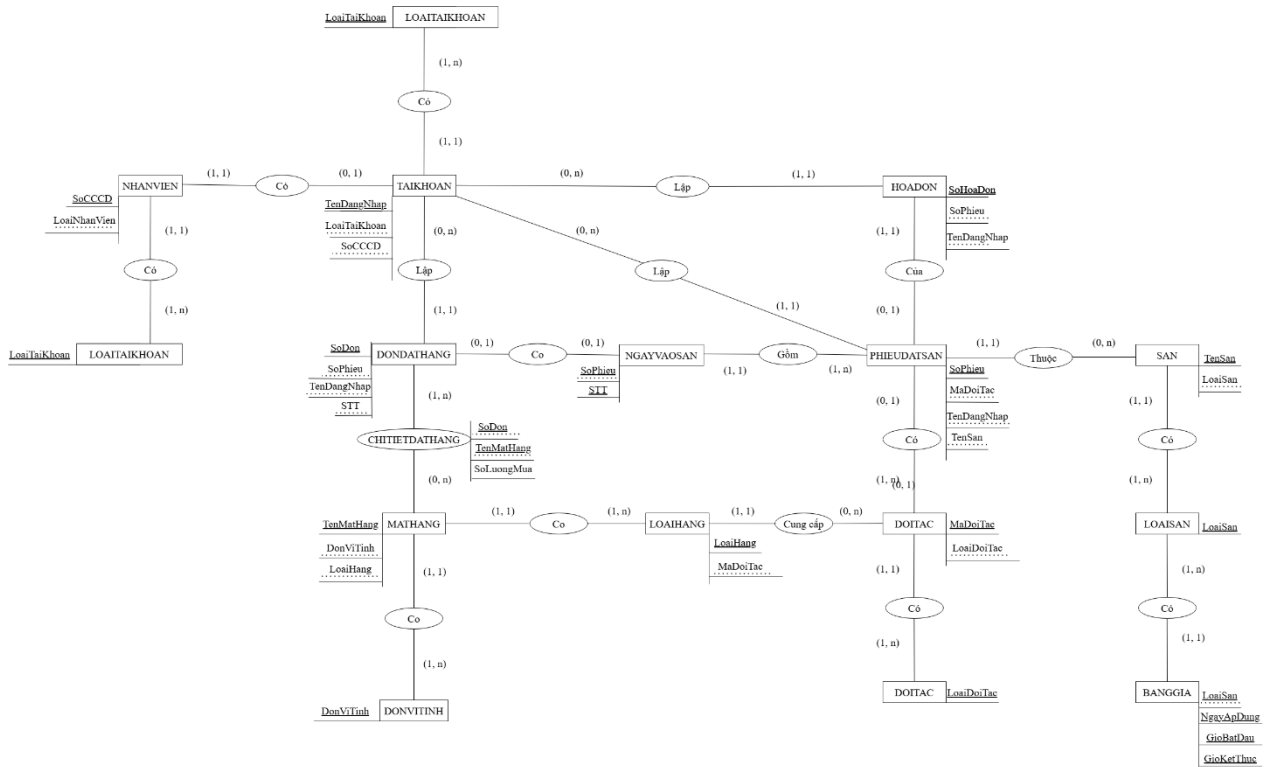 LoaiTaiKhoan LOAITAIKHOAN
(1, n)
Có
(1, 1)
(1, 1) (0, 1) (0, n) (1, 1)
NHANVIEN Có TAIKHOAN Lập HOADON SoHoaDon
SoCCCD TenDangNhap SoPhieu
LoaiNhanVien LoaiTaiKhoan TenDangNhap
SoCCCD
(1, 1) (0, n) (0, n) (1, 1)
Có Lập Lập Của
(1, n) (1, 1) (1, 1) (0, 1)
LoaiTaiKhoan LOAITAIKHOAN
(0, 1) (0, 1) (1, 1) (0, n)
SoDon DONDATHANG Co NGAYVAOSAN Gồm PHIEUDATSAN Thuộc SAN TenSan
(1, 1) (1, n)
SoPhieu SoPhieu SoPhieu LoaiSan
TenDangNhap STT MaDoiTac
STT TenDangNhap
TenSan
(1, n) (0, 1) (1, 1)
CHITIETDATHANG Có Có
SoDon
TenMatHang
SoLuongMua
(0, n) (1, n) (0, 1) (1, n)
(1, 1) (1, n) (1, 1) (0, n)
TenMatHang MATHANG Co LOAIHANG Cung cấp DOITAC MaDoiTac LOAISAN LoaiSan
DonViTinh LoaiHang LoaiDoiTac
LoaiHang MaDoiTac
(1, 1) (1, 1) (1, n)
Co Có Có
(1, n) (1, n) (1, 1)
DonViTinh DONVITINH DOITAC LoaiDoiTac BANGGIA LoaiSan
NgayApDung
GioBatDau
GioKetThuc